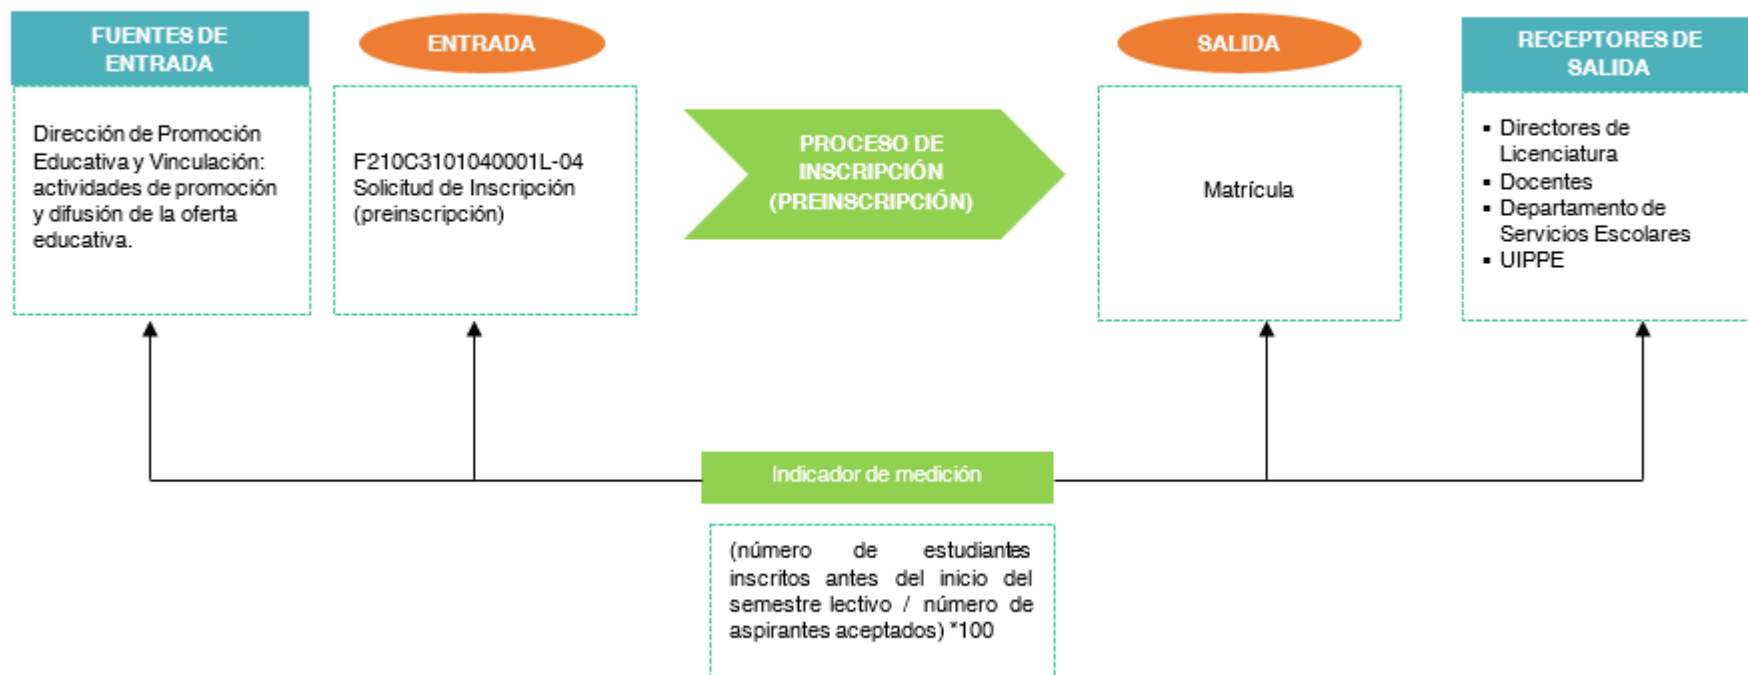 FUENTES DE
ENTRADA
Dirección de Promoción
Educativa y Vinculación:
actividades de promoción
y difusión de la oferta
educativa.
ENTRADA
F210C3101040001L-04
Solicitud de Inscripción
(preinscripción)
PROCESO DE
INSCRIPCIÓN
(PREINSCRIPCIÓN)
SALIDA
Matrícula
RECEPTORES DE
SALIDA
▪ Directores de
Licenciatura
▪ Docentes
▪ Departamento de
Servicios Escolares
▪ UIPPE
Indicador de medición
(número de estudiantes
inscritos antes del inicio del
semestre lectivo / número de
aspirantes aceptados) *100